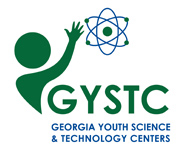 GYSTC
GEORGIA YOUTH SCIENCE
& TECHNOLOGY CENTERS